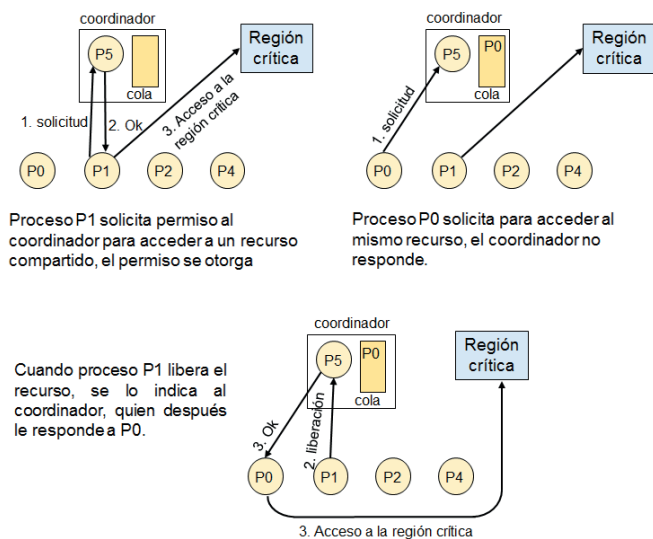 coordinador
P5
cola
Región
crítica
1. solicitud
2. Ok
3. Acceso a la
región crítica
P0
P1
P2
P4
Proceso P1 solicita permiso al
coordinador para acceder a un recurso
compartido, el permiso se otorga
coordinador
P5
P0
cola
Región
crítica
1. solicitud
P0
P1
P2
P4
Proceso P0 solicita para acceder al
mismo recurso, el coordinador no
responde.
Cuando proceso P1 libera el
recurso, se lo indica al
coordinador, quien después
le responde a P0.
coordinador
P5
P0
cola
Región
crítica
3. Ok
2. liberación
P0
P1
P2
P4
3. Acceso a la región crítica